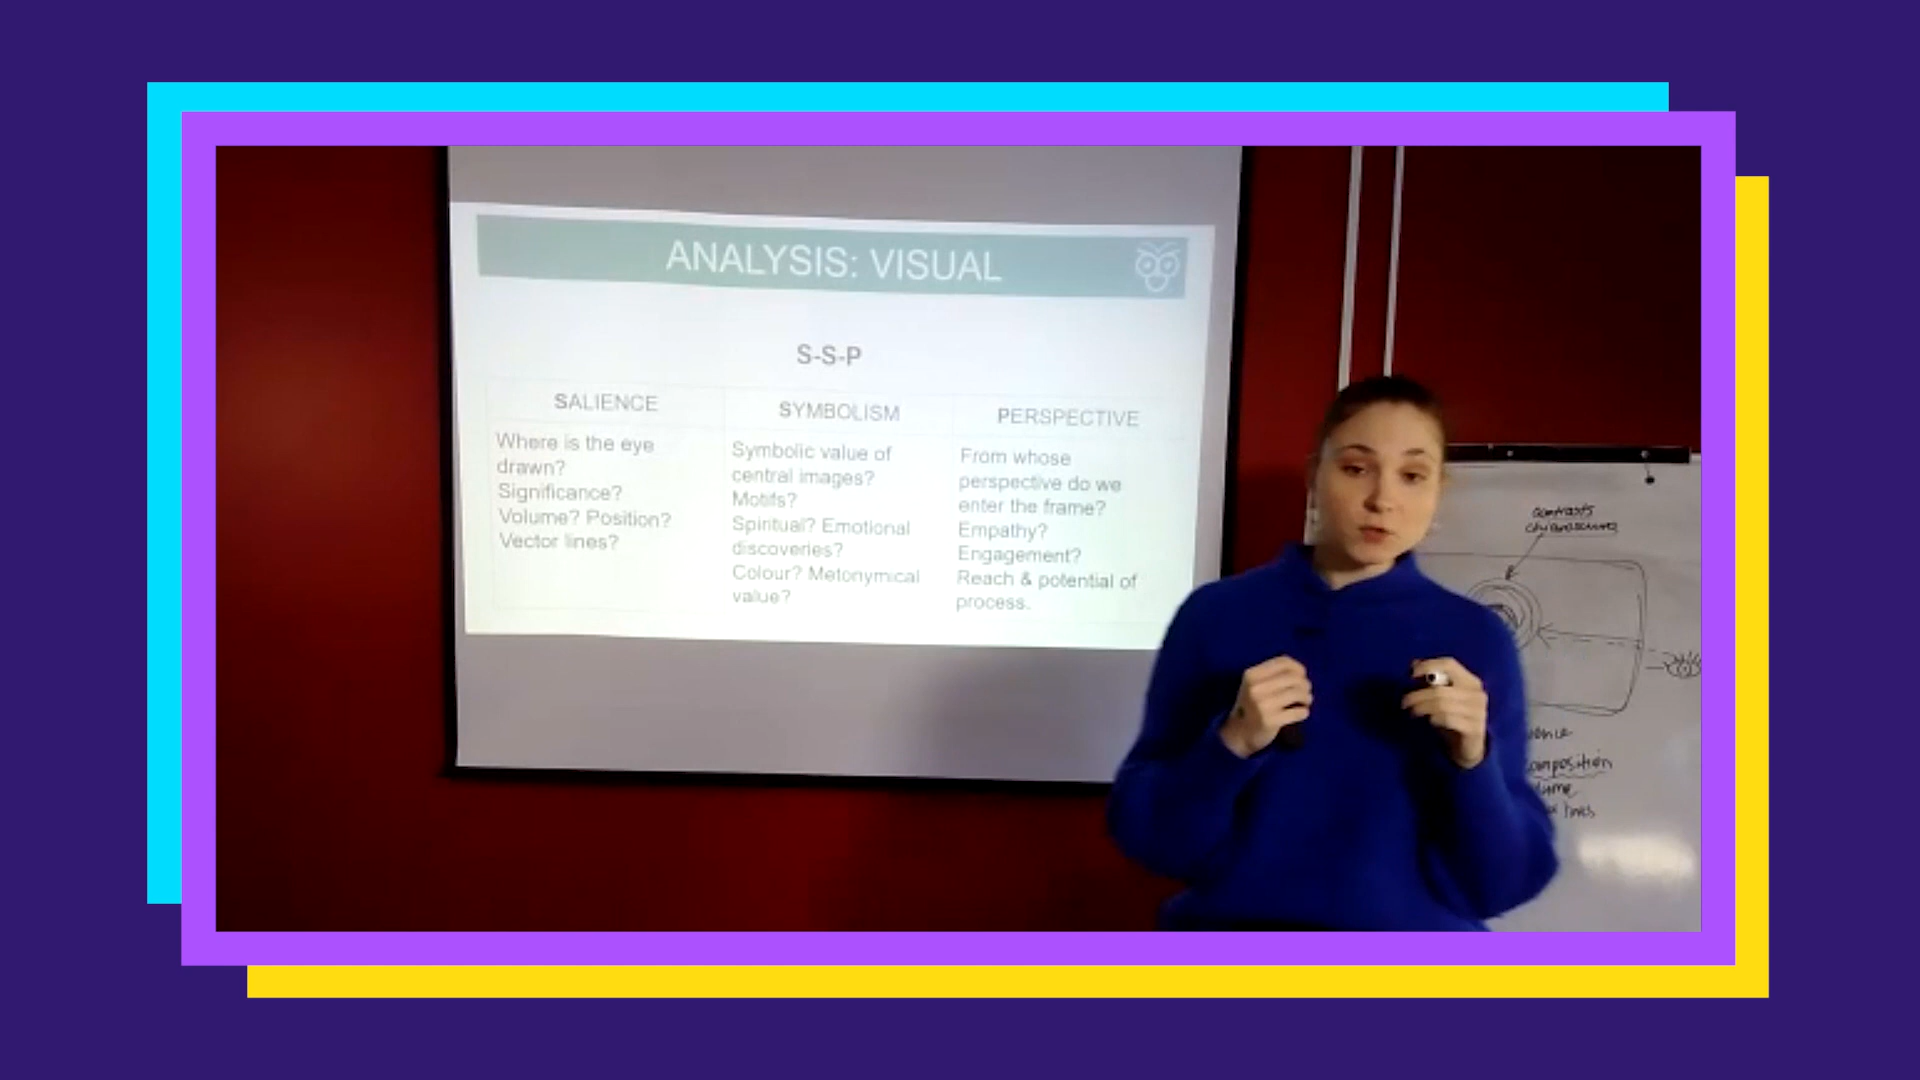 ANALYSIS: VISUAL
S-S-P
SALIENCE
Where is the eye
drawn?
Significance?
Volume? Position?
Vector lines?
SYMBOLISM
Symbolic value of
central images?
Motifs?
Spiritual? Emotional
discoveries?
Colour? Metonymical
value?
PERSPECTIVE
From whose
perspective do we
enter the frame?
Empathy?
Engagement?
Reach & potential of
process.
contrasts
omposition
lines